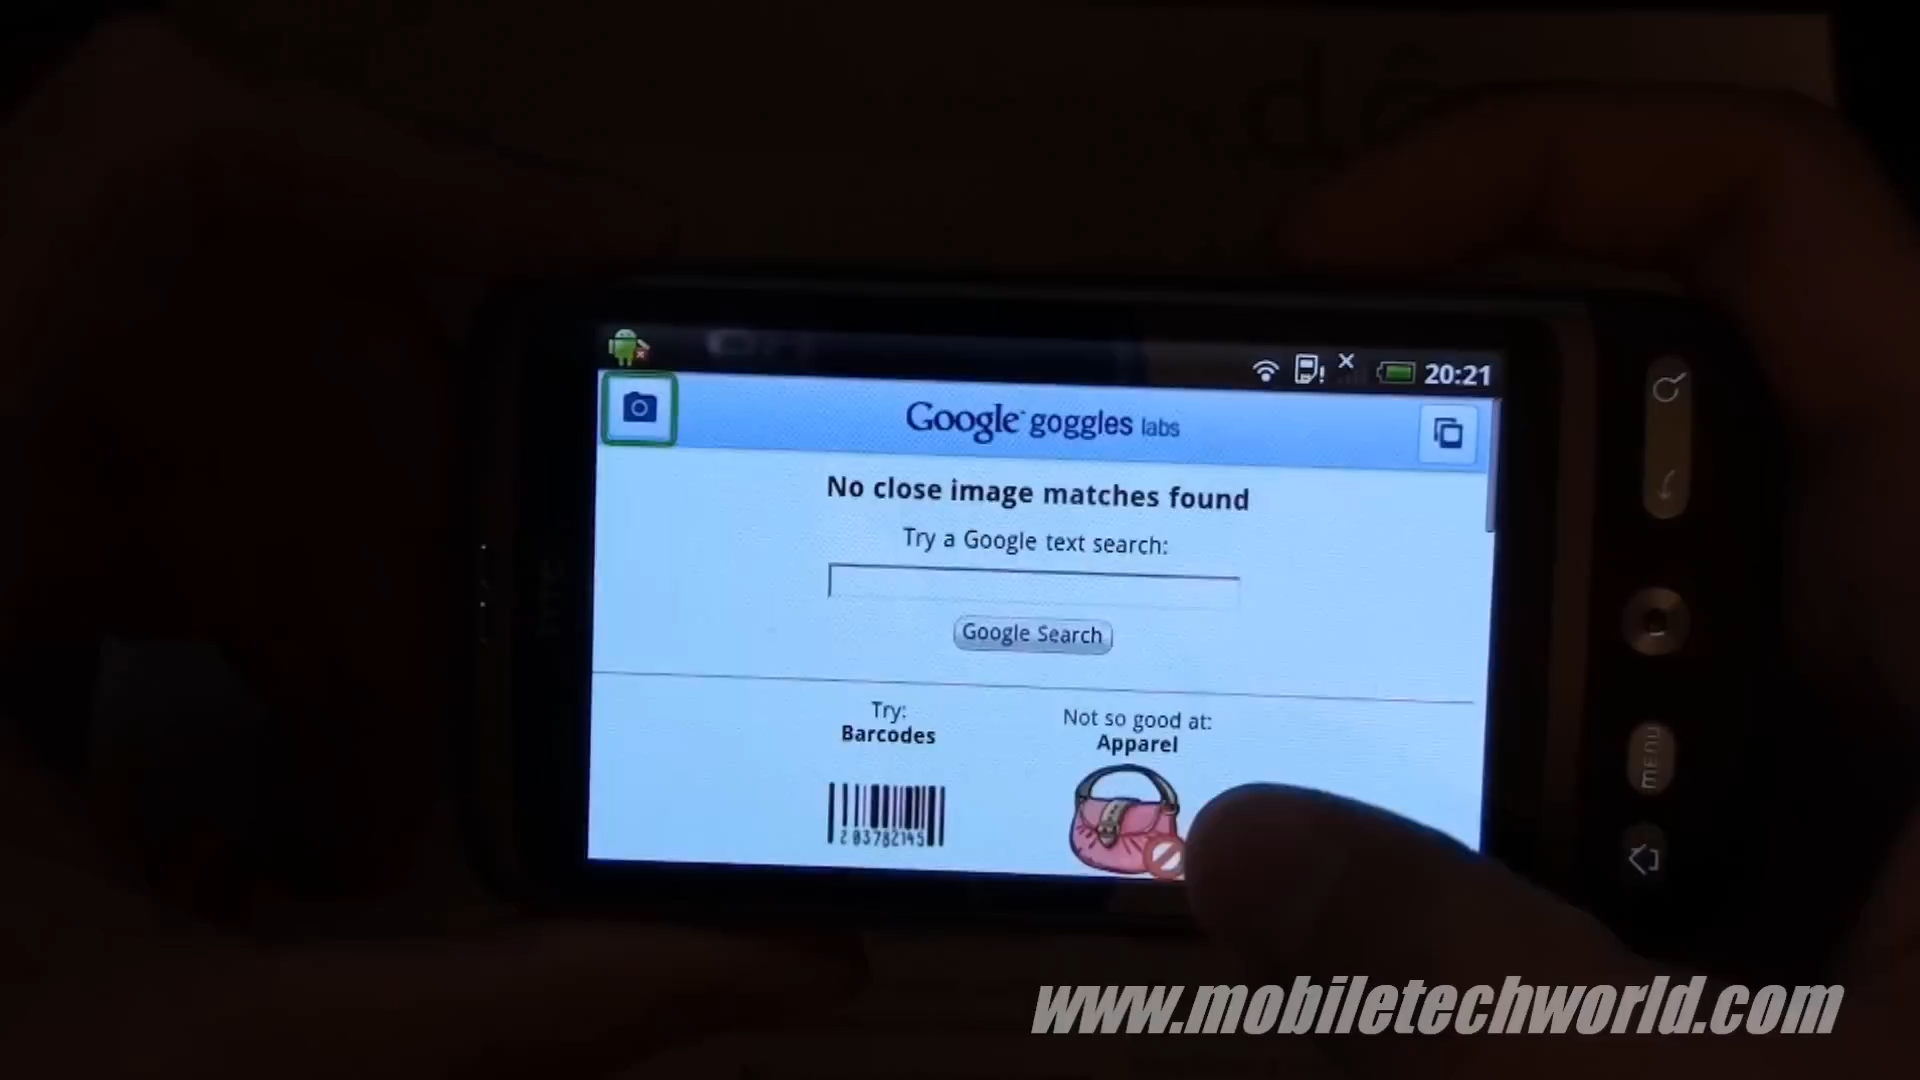 20:21
Google goggles labs
No close image matches found
Try a Google text search:
Google Search
Try:
Barcodes
Not so good at:
Apparel
203782145
MENU
www.mobiletechworld.com